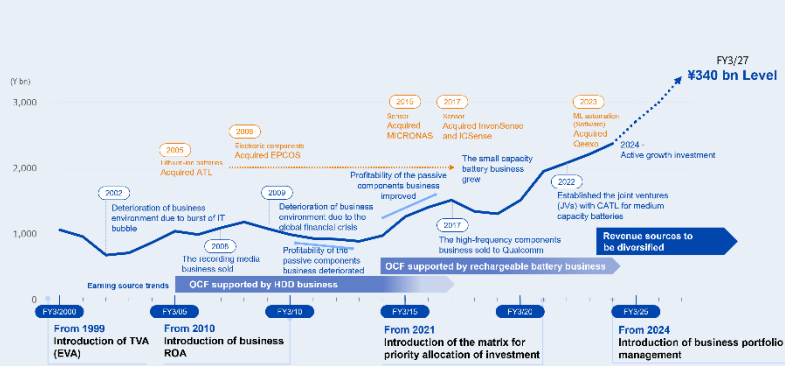 FY3/27
¥340 bn Level
(Y bn)
3,000
2,000
1,000
0
2005
Lithium-ion batteries
Acquired ATL
2008
Electronic components
Acquired EPCOS
2016
Sensor
Acquired
MICRONAS
2017
Sensor
Acquired InvenSense
and ICSense
2023
ML automation
(Software)
Acquired
Qeexo
2024 -
Active growth investment
2002
Deterioration of business
environment due to burst of IT
bubble
2005
The recording media
business sold
2009
Deterioration of business
environment due to the
global financial crisis
Profitability of the
passive components
business deteriorated
Profitability of the passive
components business
improved
The small capacity
battery business
grew
2017
The high-frequency components
business sold to Qualcomm
2022
Established the joint ventures
(JVs) with CATL for medium
capacity batteries
Revenue sources to
be diversified
OCF supported by rechargeable battery business
Earning source trends
OCF supported by HDD business
FY3/2000
FY3/05
FY3/10
FY3/15
FY3/20
FY3/25
From 1999
Introduction of TVA
(EVA)
From 2010
Introduction of business
ROA
From 2021
Introduction of the matrix for
priority allocation of investment
From 2024
Introduction of business portfolio
management